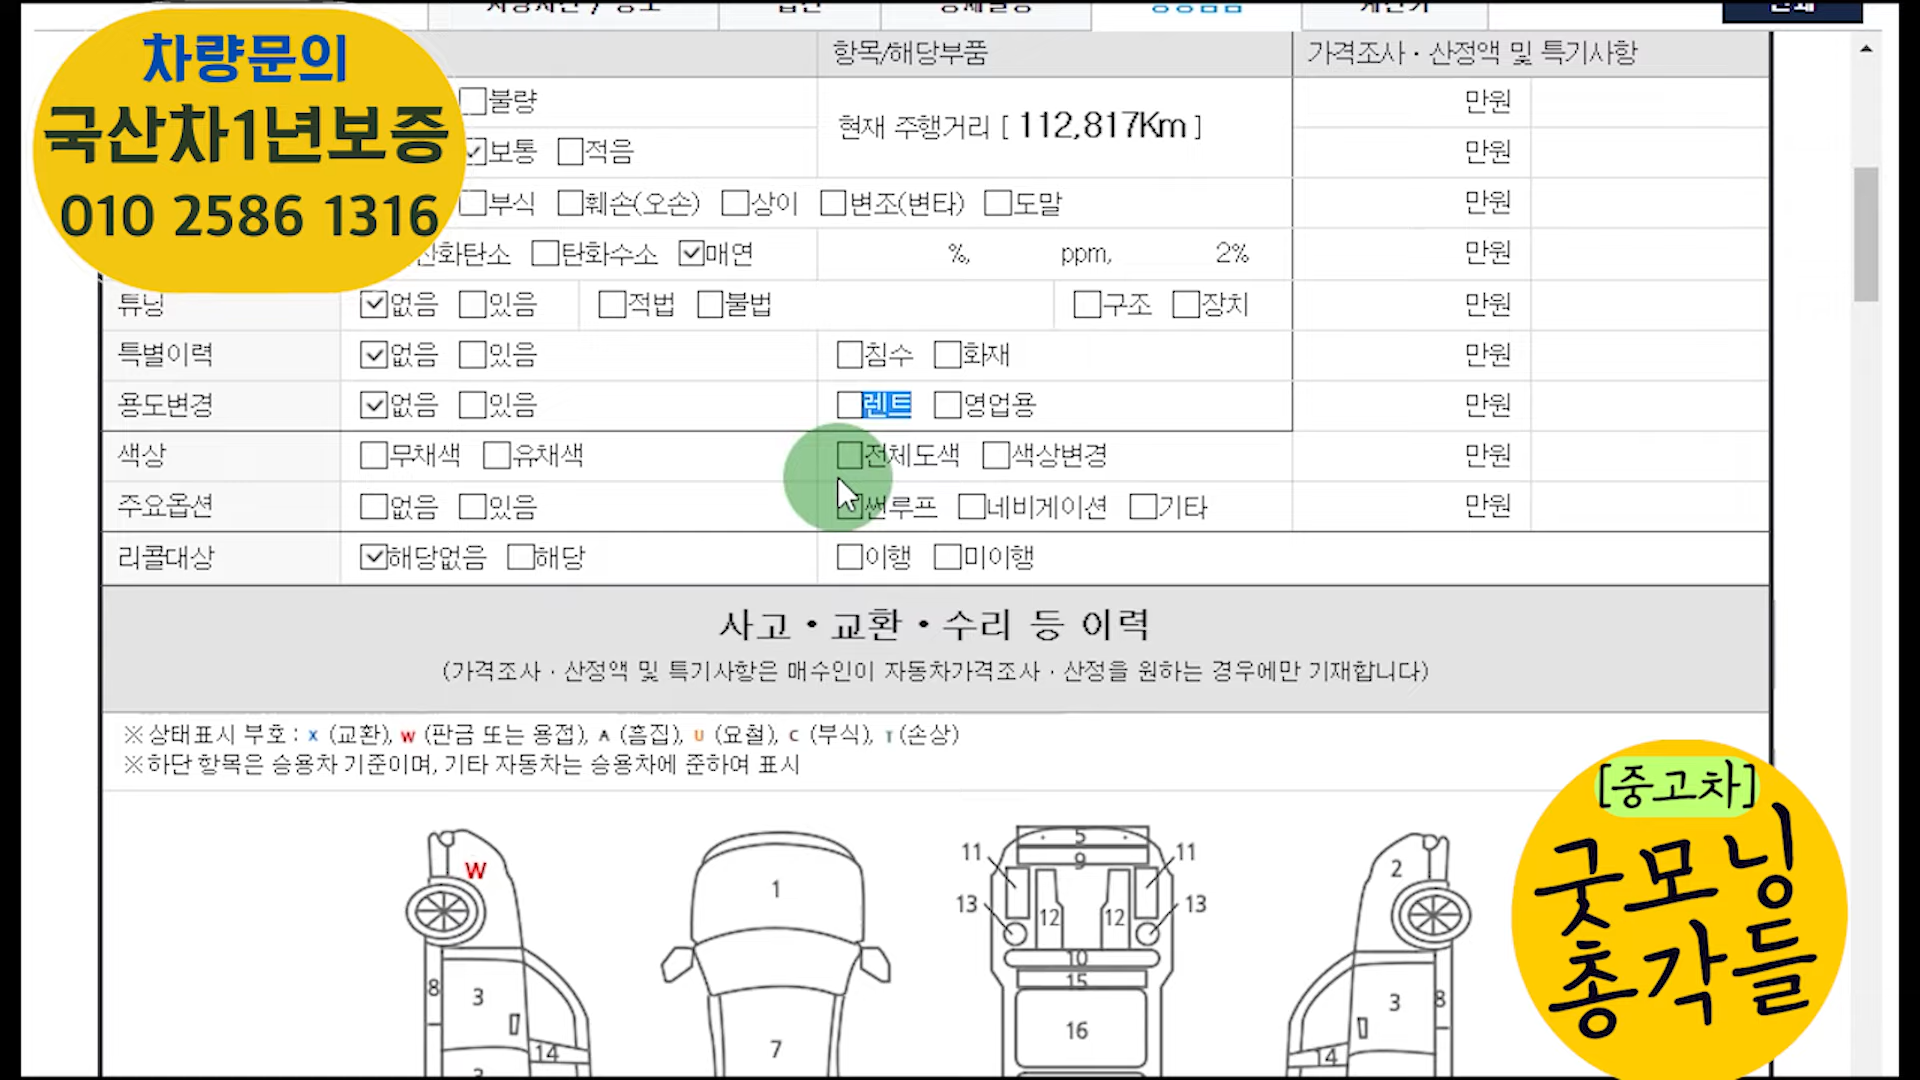 차량문의
국산차1년보증
010 2586 1316
항목/해당부품 가격조사 · 산정액 및 특기사항
□불량 현재 주행거리 [ 112,817Km ] 만원
☑보통 □적음 만원
□부식 □훼손(오손) □상이 □변조(변타) □도말 만원
산화탄소 □탄화수소 ☑매연 %, ppm, 2% 만원
튜닝 ☑없음 □있음 □적법 □불법 □구조 □장치 만원
특별이력 ☑없음 □있음 □침수 □화재 만원
용도변경 ☑없음 □있음 □렌트 □영업용 만원
색상 □무채색 □유채색 □전체도색 □색상변경 만원
주요옵션 □없음 □있음 □썬루프 □네비게이션 □기타 만원
리콜대상 ☑해당없음 □해당 □이행 □미이행
사고 • 교환 • 수리 등 이력
(가격조사 · 산정액 및 특기사항은 매수인이 자동차가격조사 · 산정을 원하는 경우에만 기재합니다)
※ 상태표시 부호 : X (교환), W (판금 또는 용접), A (흠집), U (요철), C (부식), T (손상)
※ 하단 항목은 승용차 기준이며, 기타 자동차는 승용차에 준하여 표시
W 8 3 14
1 7
5 9 11 11 13 13 12 12 10 15 16
2 3 8 14
[중고차]
굿모닝
총각들